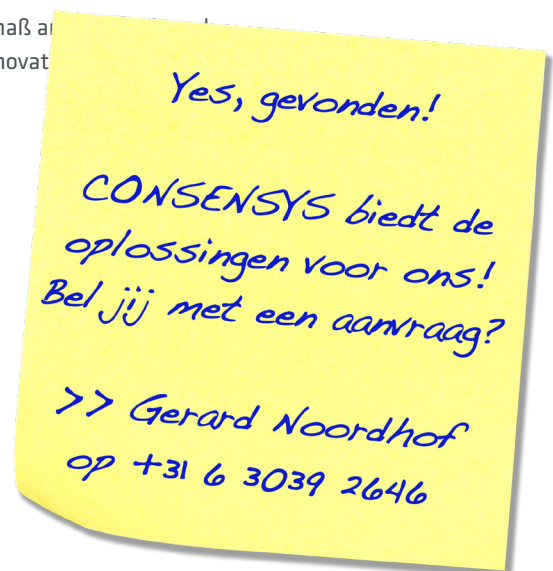 Yes, gevonden!
CONSENSYS biedt de
oplossingen voor ons!
Bel jij met een aanvraag?
>> Gerard Noordhof
op +31 6 3039 2646